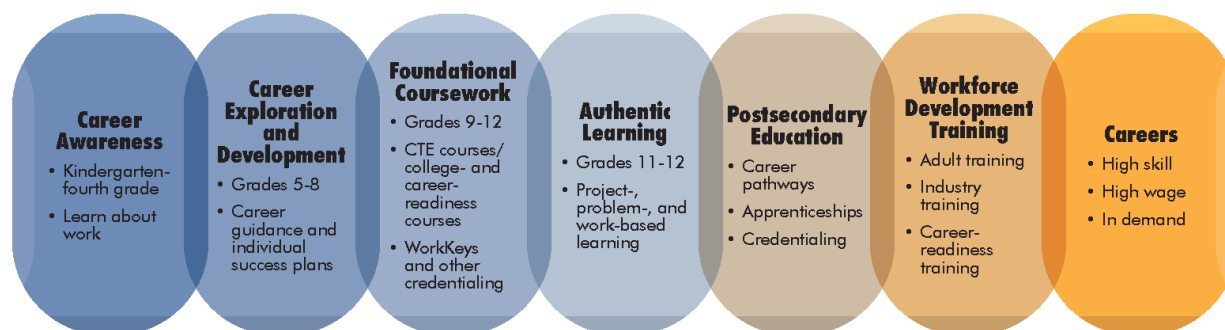 Career
Awareness
• Kindergarten-
fourth grade
• Learn about
work
Career
Exploration
and
Development
• Grades 5-8
• Career
guidance and
individual
success plans
Foundational
Coursework
• Grades 9-12
• CTE courses/
college- and
career-
readiness
courses
• WorkKeys
and other
credentialing
Authentic
Learning
• Grades 11-12
• Project-,
problem-, and
work-based
learning
Postsecondary
Education
• Career
pathways
• Apprenticeships
• Credentialing
Workforce
Development
Training
• Adult training
• Industry
training
• Career-
readiness
training
Careers
• High skill
• High wage
• In demand